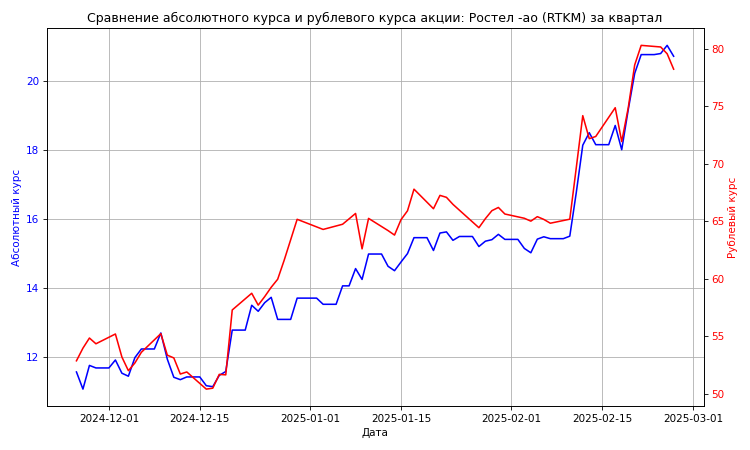 Сравнение абсолютного курса и рублевого курса акции: Ростел -ао (RTKM) за квартал
Абсолютный курс
20
18
16
14
12
80
75
70
65
60
55
50
Рублевый курс
2024-12-01 2024-12-15 2025-01-01 2025-01-15 2025-02-01 2025-02-15 2025-03-01
Дата